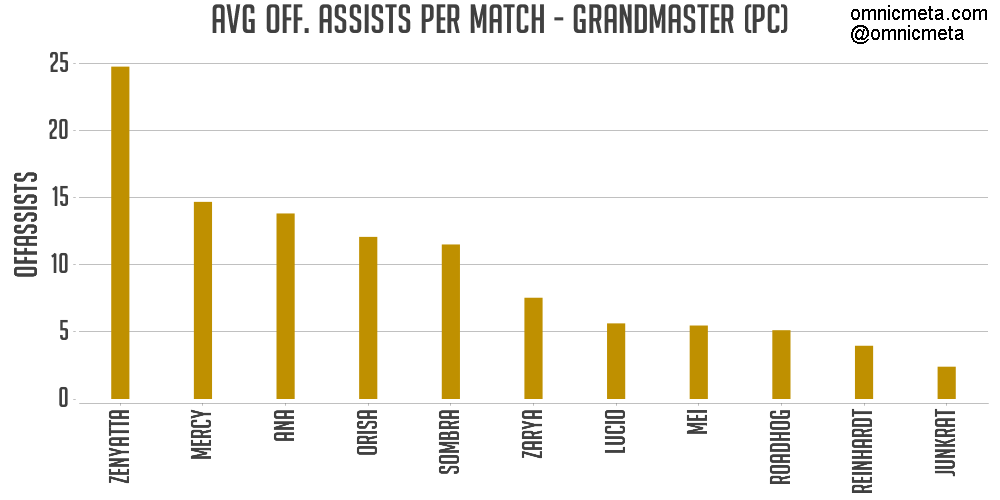 AVG OFF. ASSISTS PER MATCH - GRANDMASTER (PC)
omnicmeta.com
@omnicmeta
OFFASSISTS
25
20
15
10
5
0
ZENYATTA
MERCY
ANA
ORISA
SOMBRA
ZARYA
LUCIO
MEI
ROADHOG
REINHARDT
JUNKRAT